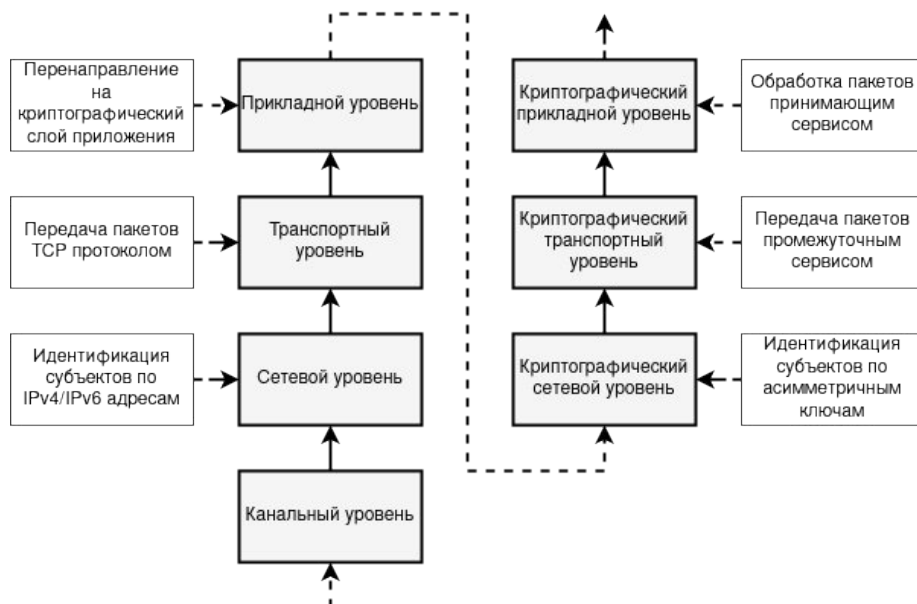 Перенаправление
на
криптографический
слой приложения
Прикладной уровень
Криптографический
прикладной уровень
Обработка пакетов
принимающим
сервисом
Передача пакетов
TCP протоколом
Транспортный
уровень
Криптографический
транспортный
уровень
Передача пакетов
промежуточным
сервисом
Идентификация
субъектов по
IPv4/IPv6 адресам
Сетевой уровень
Криптографический
сетевой уровень
Идентификация
субъектов по
асимметричным
ключам
Канальный уровень